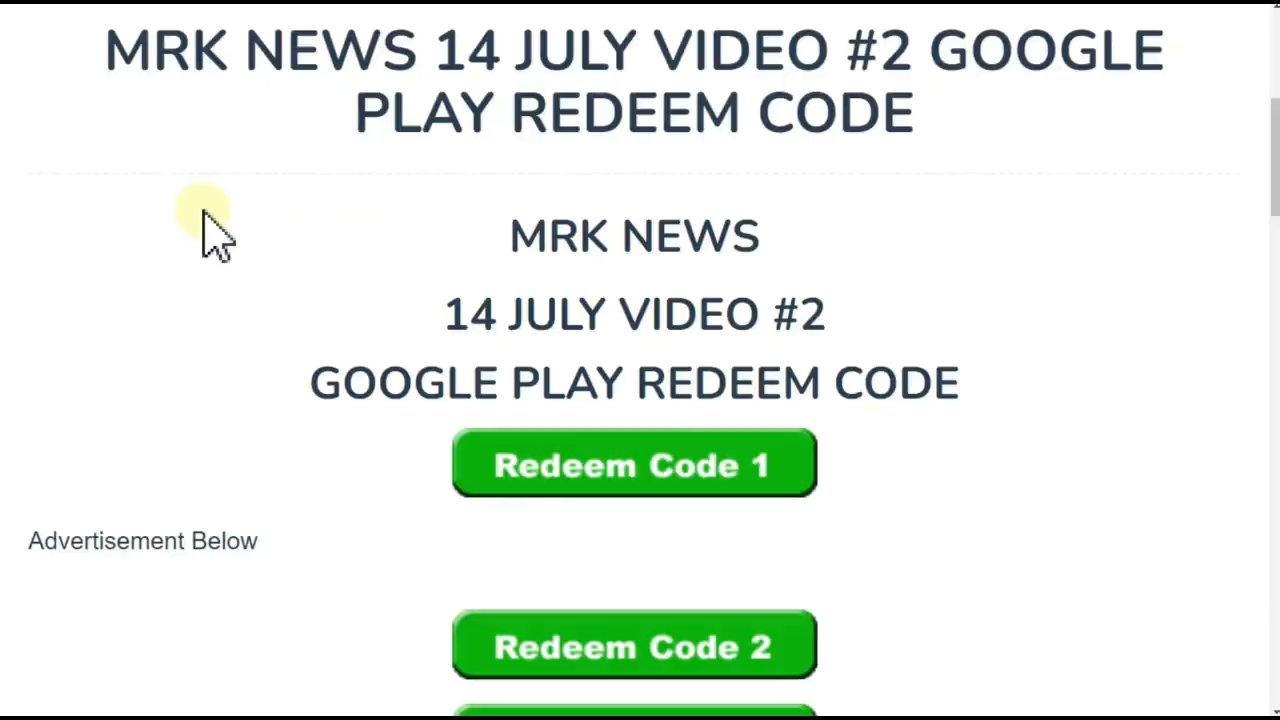 MRK NEWS 14 JULY VIDEO #2 GOOGLE
PLAY REDEEM CODE
MRK NEWS
14 JULY VIDEO #2
GOOGLE PLAY REDEEM CODE
Redeem Code 1
Advertisement Below
Redeem Code 2